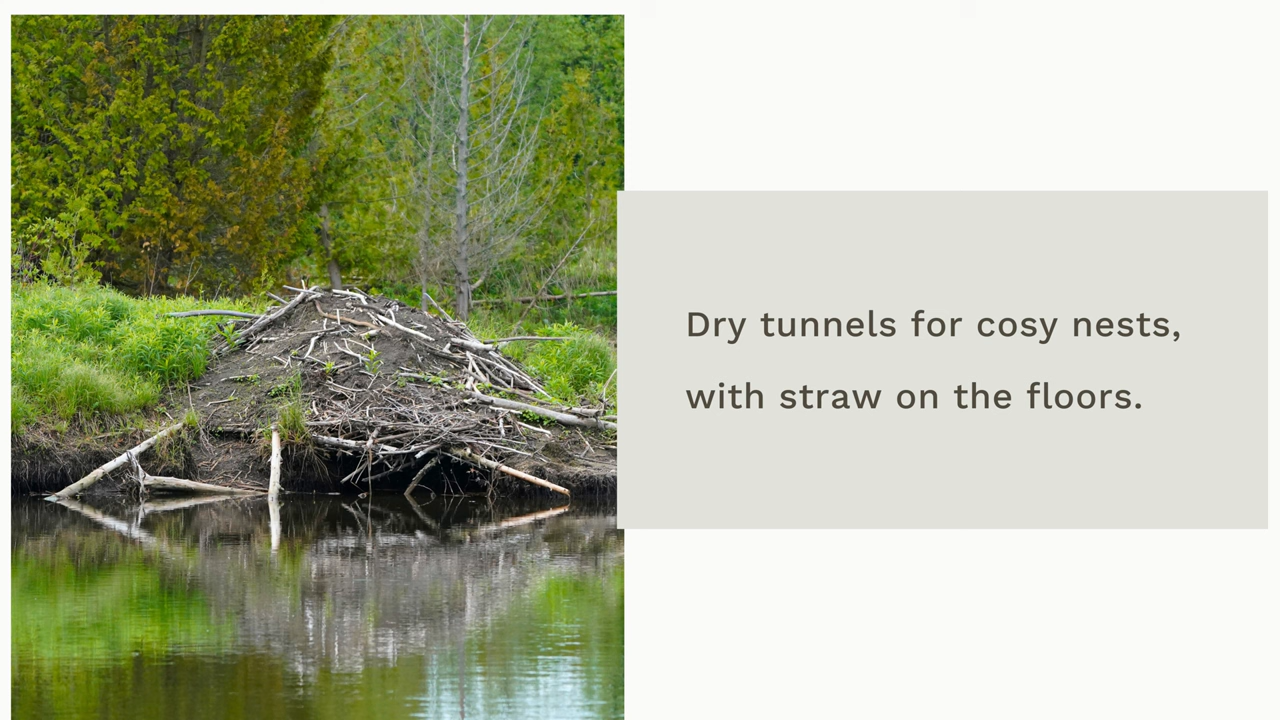 Dry tunnels for cosy nests,
with straw on the floors.